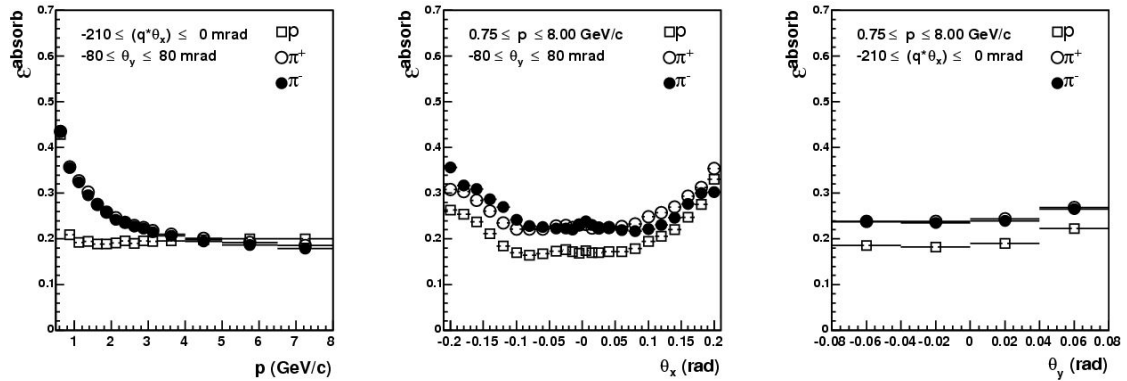 ε^absorb
0.7
0.6
0.5
0.4
0.3
0.2
0.1
0
-210 ≤ (q*θ_x) ≤ 0 mrad
-80 ≤ θ_y ≤ 80 mrad
p
π+
π-
1 2 3 4 5 6 7 8
p (GeV/c)
ε^absorb
0.7
0.6
0.5
0.4
0.3
0.2
0.1
0
0.75 ≤ p ≤ 8.00 GeV/c
-80 ≤ θ_y ≤ 80 mrad
p
π+
π-
-0.2 -0.15 -0.1 -0.05 -0 0.05 0.1 0.15 0.2
θ_x (rad)
ε^absorb
0.7
0.6
0.5
0.4
0.3
0.2
0.1
0
0.75 ≤ p ≤ 8.00 GeV/c
-210 ≤ (q*θ_x) ≤ 0 mrad
p
π+
π-
-0.08 -0.06 -0.04 -0.02 0 0.02 0.04 0.06 0.08
θ_y (rad)